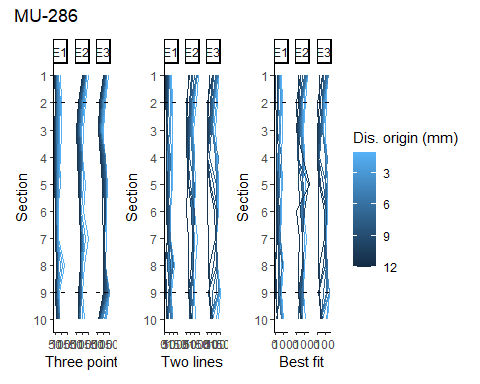 MU-286
E1 E2 E3 E1 E2 E3 E1 E2 E3
1 1 1
2 2 2
3 3 3
4 4 4
5 5 5
6 6 6
7 7 7
8 8 8
9 9 9
10 10 10
Section Section Section
Three point Two lines Best fit
Dis. origin (mm)
3
6
9
12